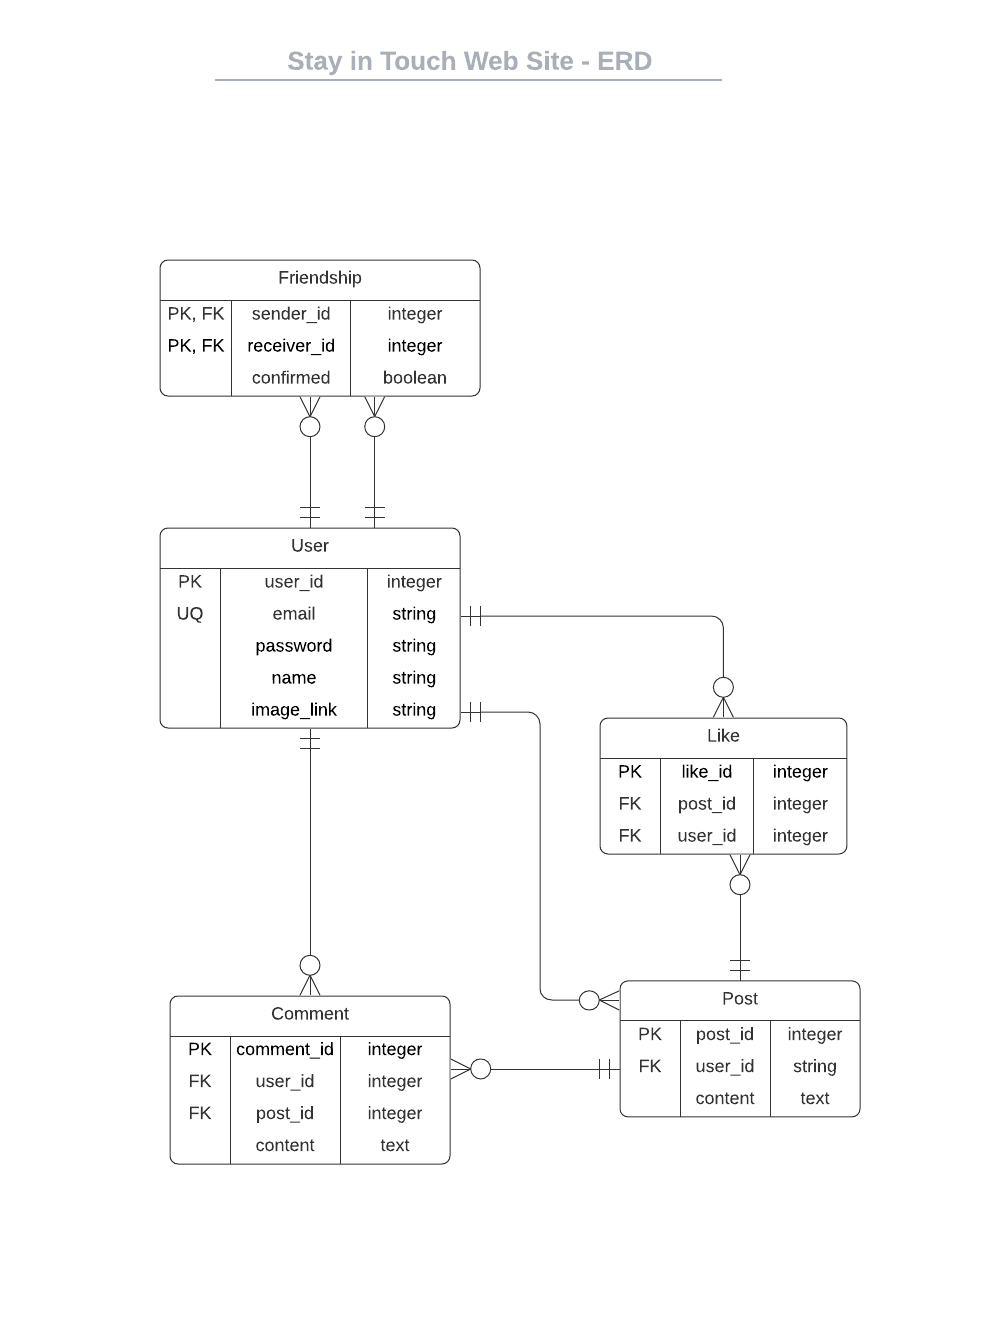 Stay in Touch Web Site - ERD
Friendship
PK, FK sender_id integer
PK, FK receiver_id integer
confirmed boolean
User
PK user_id integer
UQ email string
password string
name string
image_link string
Like
PK like_id integer
FK post_id integer
FK user_id integer
Post
PK post_id integer
FK user_id string
content text
Comment
PK comment_id integer
FK user_id integer
FK post_id integer
content text